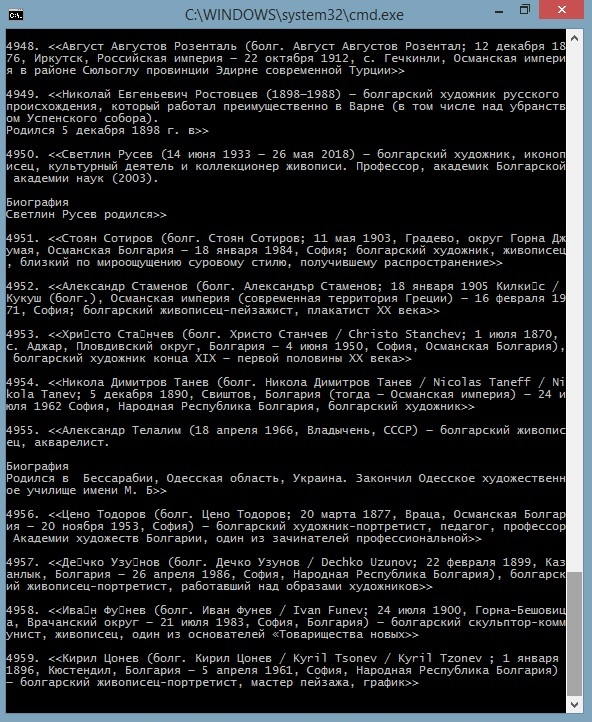 C:\WINDOWS\system32\cmd.exe
4948. <<Август Августов Розенталь (болг. Август Августов Розентал; 12 декабря 18
76, Иркутск, Российская империя — 22 октября 1912, с. Гечкинли, Османская импери
я в районе Сюльоглу провинции Эдирне современной Турции>>
4949. <<Николай Евгеньевич Ростовцев (1898—1988) — болгарский художник русского
происхождения, который работал преимущественно в Варне (в том числе над убранств
ом Успенского собора).
Родился 5 декабря 1898 г. в>>
4950. <<Светлин Русев (14 июня 1933 — 26 мая 2018) — болгарский художник, иконоп
исец, культурный деятель и коллекционер живописи. Профессор, академик Болгарской
академии наук (2003).
Биография
Светлин Русев родился>>
4951. <<Стоян Сотиров (болг. Стоян Сотиров; 11 мая 1903, Градево, округ Горна Дж
умая, Османская Болгария — 18 января 1984, София; болгарский художник, живописец
, близкий по мироощущению суровому стилю, получившему распространение>>
4952. <<Александр Стаменов (болг. Александър Стаменов; 18 января 1905 Килки□с /
Кукуш (болг.), Османская империя (современная территория Греции) — 16 февраля 19
71, София; болгарский живописец-пейзажист, плакатист XX века>>
4953. <<Хри□сто Ста□нчев (болг. Христо Станчев / Christo Stanchev; 1 июля 1870,
с. Аджар, Пловдивский округ, Болгария — 4 июня 1950, София, Османская Болгария),
болгарский художник конца XIX — первой половины XX века>>
4954. <<Никола Димитров Танев (болг. Никола Димитров Танев / Nicolas Taneff / Ni
kola Tanev; 5 декабря 1890, Свиштов, Болгария (тогда — Османская империя) — 24 и
юля 1962 София, Народная Республика Болгария, болгарский художник>>
4955. <<Александр Телалим (18 апреля 1966, Владычень, СССР) — болгарский живопис
ец, акварелист.
Биография
Родился в  Бессарабии, Одесская область, Украина. Закончил Одесское художественн
ое училище имени М. Б>>
4956. <<Цено Тодоров (болг. Цено Тодоров; 20 марта 1877, Враца, Османская Болгар
ия — 20 ноября 1953, София) — болгарский художник-портретист, педагог, профессор
Академии художеств Болгарии, один из зачинателей профессиональной>>
4957. <<Де□чко Узу□нов (болг. Дечко Узунов / Dechko Uzunov; 22 февраля 1899, Каз
анлык, Болгария — 26 апреля 1986, София, Народная Республика Болгария), болгарск
ий живописец-портретист, работавший над образами художников>>
4958. <<Ива□н Фу□нев (болг. Иван Фунев / Ivan Funev; 24 июля 1900, Горна-Бешовиц
а, Врачанский округ — 21 июля 1983, София, Болгария) — болгарский скульптор-комм
унист, живописец, один из основателей «Товарищества новых>>
4959. <<Кирил Цонев (болг. Кирил Цонев / Kyril Tsonev / Kyril Tzonev ; 1 января
1896, Кюстендил, Болгария — 5 апреля 1961, София, Народная Республика Болгария)
— болгарский живописец-портретист, мастер пейзажа, график>>